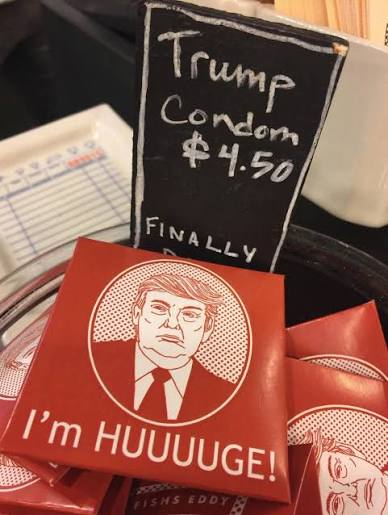 Trump
Condom
$4.50
FINALLY
I'm HUUUUGE!
FISHS EDDY